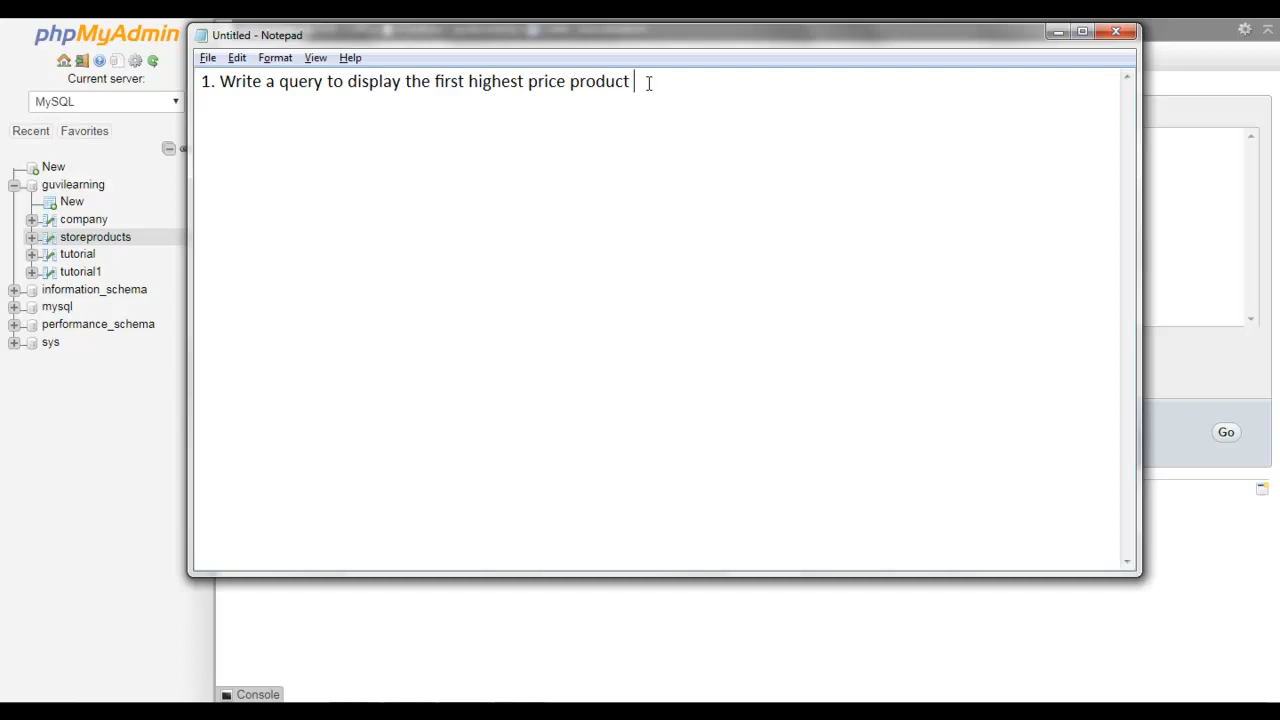 phpMyAdmin
Current server:
MySQL
Recent
Favorites
New
guvilearning
New
company
storeproducts
tutorial
tutorial1
information_schema
mysql
performance_schema
sys
Untitled - Notepad
File Edit Format View Help
1. Write a query to display the first highest price product
Go
Console